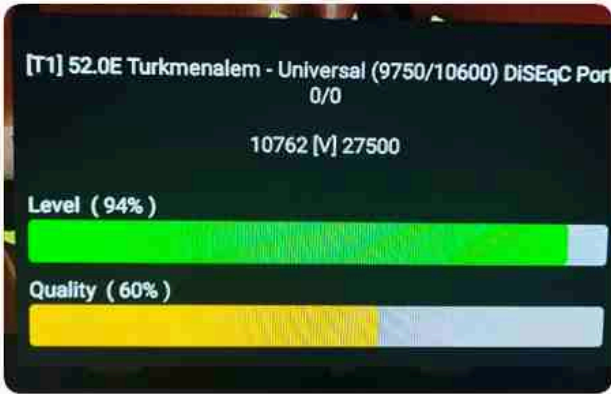 [T1] 52.0E Turkmenalem - Universal (9750/10600) DiSEqC Port
0/0
10762 [V] 27500
Level ( 94% )
Quality ( 60% )